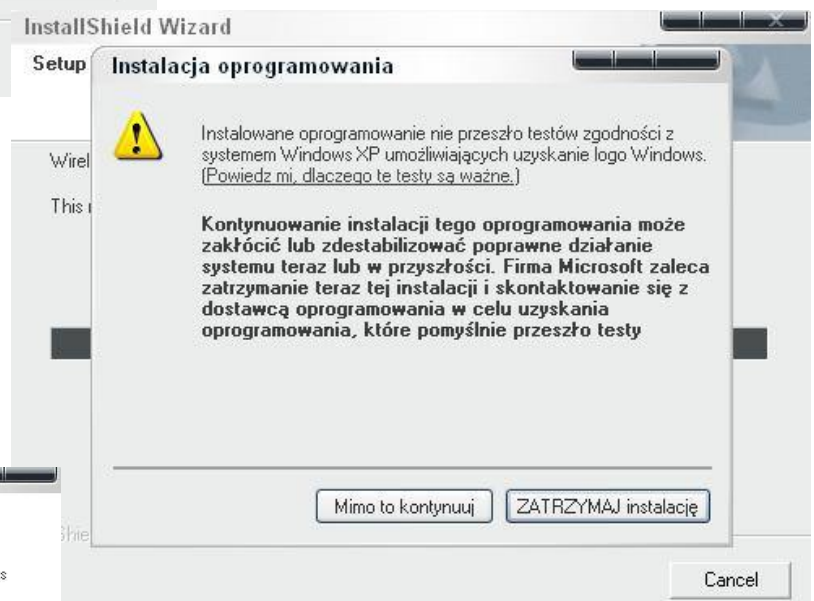 InstallShield Wizard
Setup
Instalacja oprogramowania
Instalowane oprogramowanie nie przeszło testów zgodności z
systemem Windows XP umożliwiających uzyskanie logo Windows.
(Powiedz mi, dlaczego te testy są ważne.)
Wirel
This
Kontynuowanie instalacji tego oprogramowania może
zakłócić lub zdestabilizować poprawne działanie
systemu teraz lub w przyszłości. Firma Microsoft zaleca
zatrzymanie teraz tej instalacji i skontaktowanie się z
dostawcą oprogramowania w celu uzyskania
oprogramowania, które pomyślnie przeszło testy
Mimo to kontynuuj
ZATRZYMAJ instalację
Shie
s
Cancel